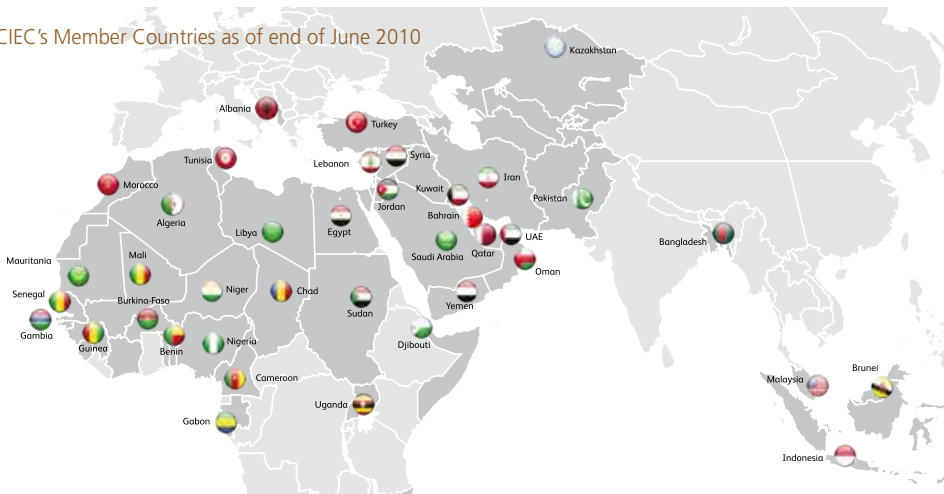 CIEC’s Member Countries as of end of June 2010
Kazakhstan
Albania
Turkey
Tunisia
Lebanon
Syria
Morocco
Iran
Kuwait
Jordan
Pakistan
Algeria
Bahrain
Libya
Egypt
UAE
Bangladesh
Qatar
Saudi Arabia
Mali
Mauritania
Oman
Niger
Chad
Senegal
Burkina-Faso
Yemen
Sudan
Gambia
Guinea
Benin
Nigeria
Djibouti
Brunei
Cameroon
Malaysia
Uganda
Gabon
Indonesia